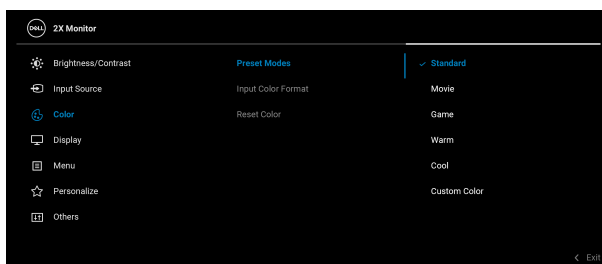 DELL 2X Monitor
Brightness/Contrast Preset Modes Standard
Input Source Input Color Format Movie
Color Reset Color Game
Display Warm
Menu Cool
Personalize Custom Color
Others
Exit